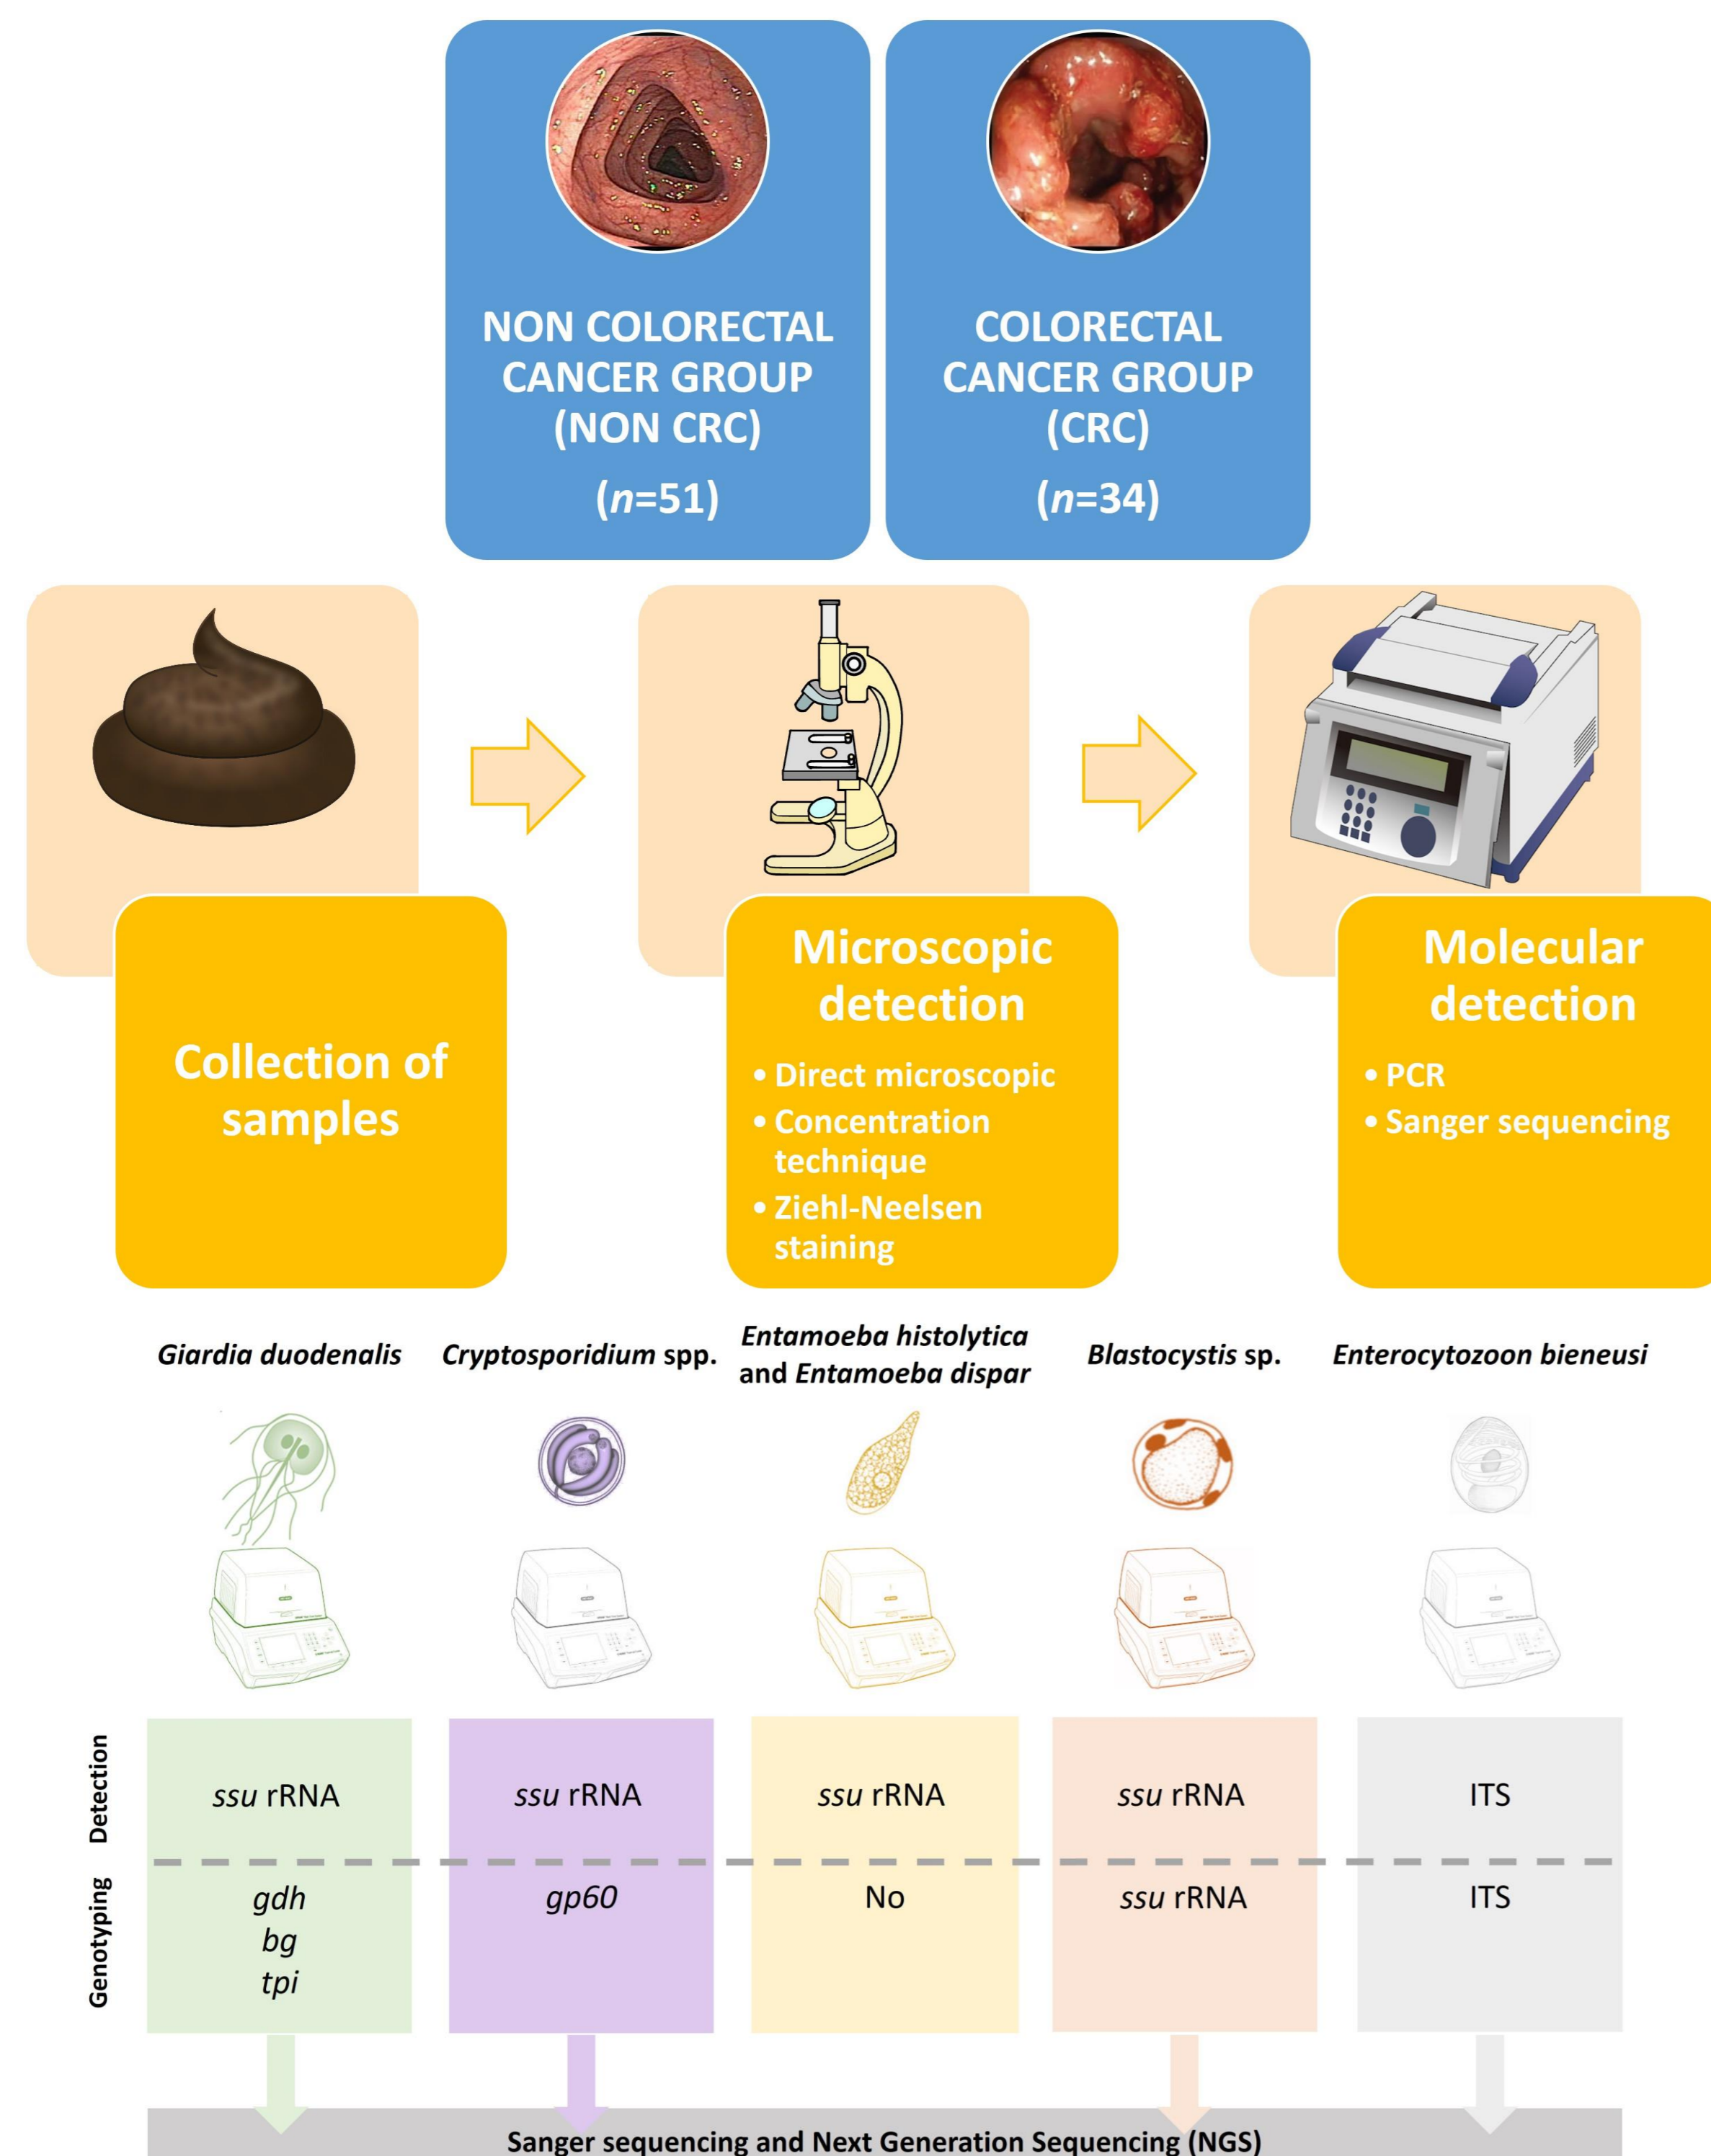 NON COLORECTAL
CANCER GROUP
(NON CRC)
(n=51)
COLORECTAL
CANCER GROUP
(CRC)
(n=34)
Collection of
samples
Microscopic
detection
• Direct microscopic
• Concentration
technique
• Ziehl-Neelsen
staining
Molecular
detection
• PCR
• Sanger sequencing
Giardia duodenalis
Cryptosporidium spp.
Entamoeba histolytica
and Entamoeba dispar
Blastocystis sp.
Enterocytozoon bieneusi
Detection
ssu rRNA
ssu rRNA
ssu rRNA
ssu rRNA
ITS
Genotyping
gdh
bg
tpi
gp60
No
ssu rRNA
ITS
Sanger sequencing and Next Generation Sequencing (NGS)